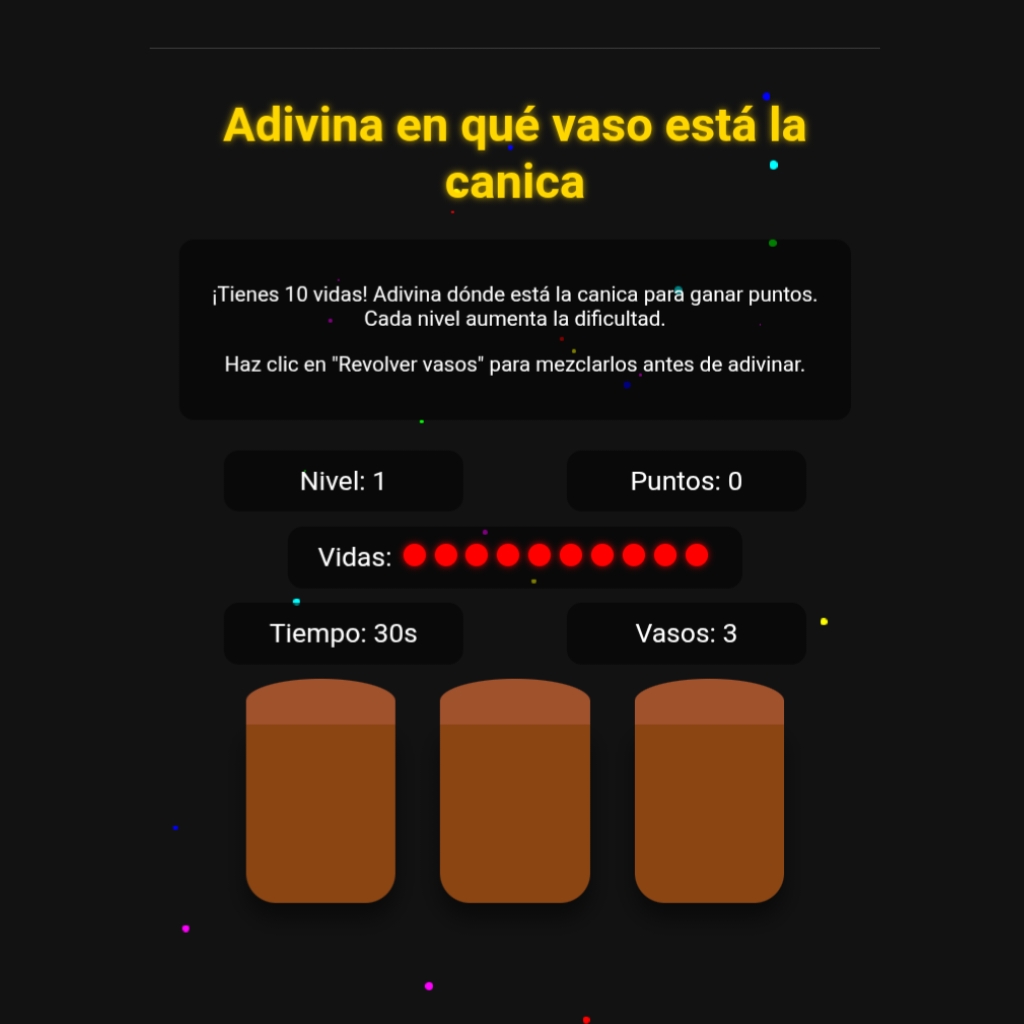 Adivina en qué vaso está la
canica
¡Tienes 10 vidas! Adivina dónde está la canica para ganar puntos.
Cada nivel aumenta la dificultad.
Haz clic en "Revolver vasos" para mezclarlos antes de adivinar.
Nivel: 1
Puntos: 0
Vidas:
Tiempo: 30s
Vasos: 3